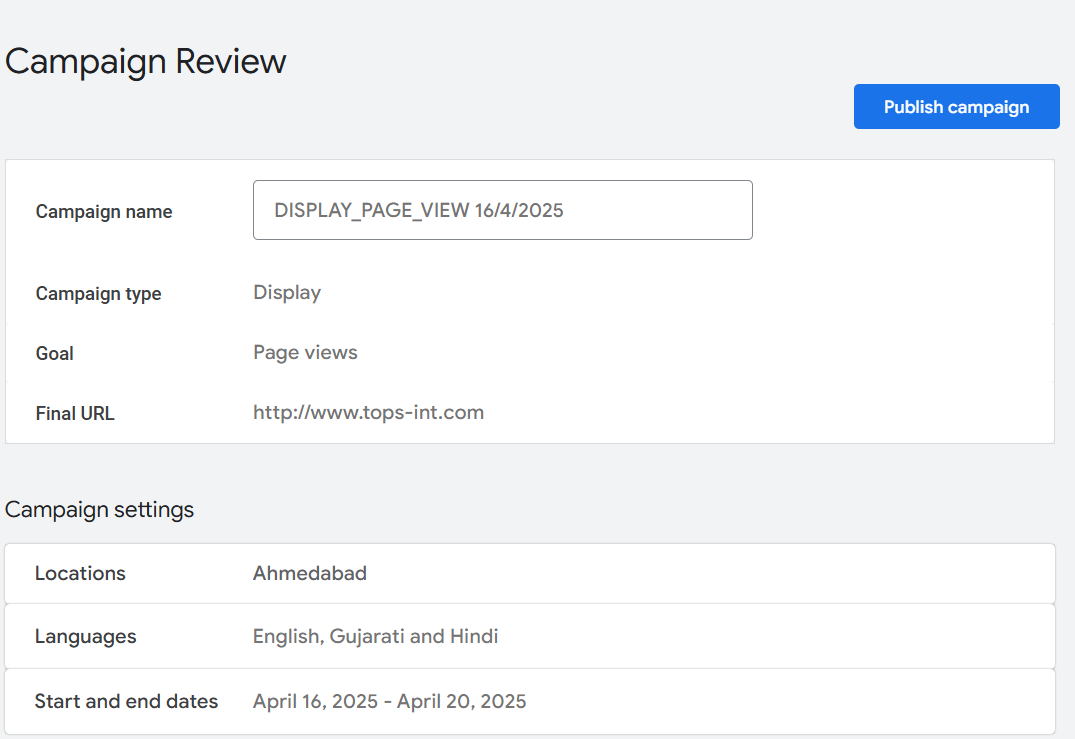 Campaign Review
Publish campaign
Campaign name DISPLAY_PAGE_VIEW 16/4/2025
Campaign type Display
Goal Page views
Final URL http://www.tops-int.com
Campaign settings
Locations Ahmedabad
Languages English, Gujarati and Hindi
Start and end dates April 16, 2025 - April 20, 2025